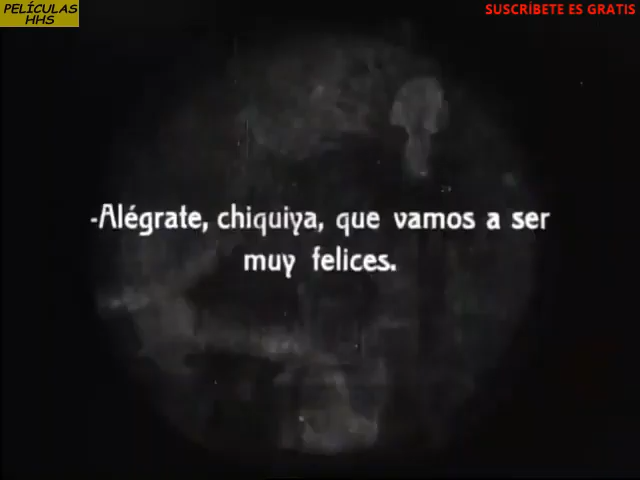 PELÍCULAS
HHS
SUSCRÍBETE ES GRATIS
-Alégrate, chiquiya, que vamos a ser
muy felices.